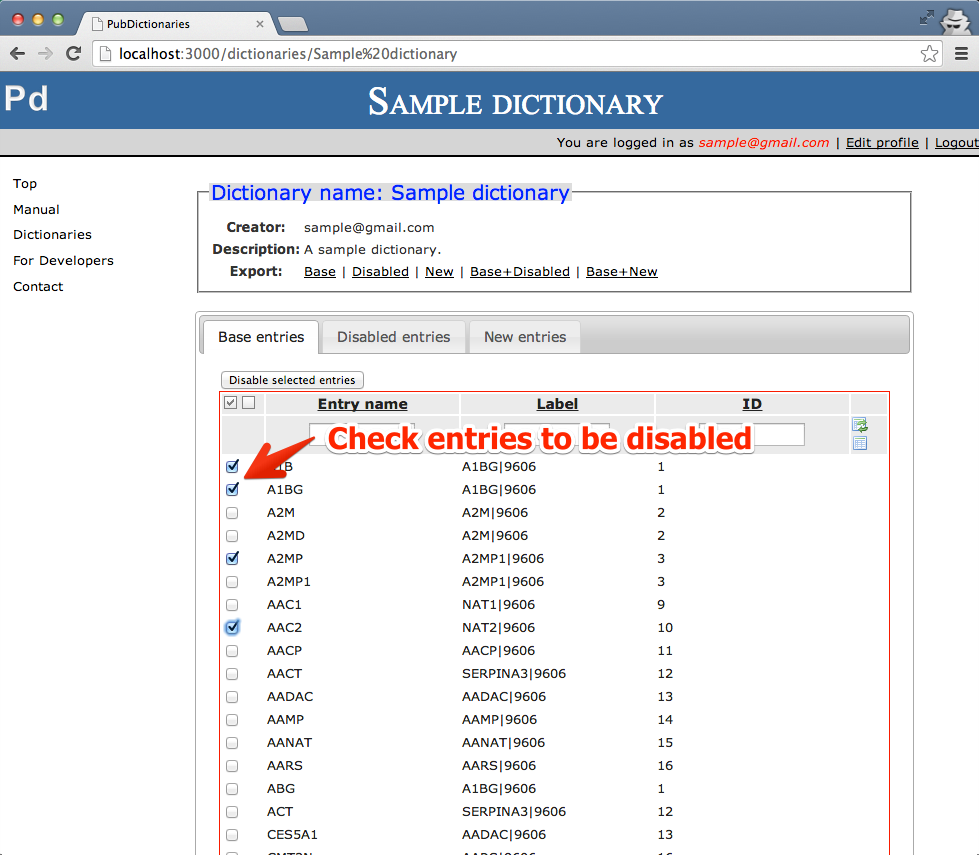 PubDictionaries
localhost:3000/dictionaries/Sample%20dictionary
Pd
Sample dictionary
You are logged in as sample@gmail.com | Edit profile | Logout
Top
Manual
Dictionaries
For Developers
Contact
Dictionary name: Sample dictionary
Creator: sample@gmail.com
Description: A sample dictionary.
Export: Base | Disabled | New | Base+Disabled | Base+New
Base entries Disabled entries New entries
Disable selected entries
Entry name Label ID
Check entries to be disabled
A1BG|9606 1
A1BG A1BG|9606 1
A2M A2M|9606 2
A2MD A2M|9606 2
A2MP A2MP1|9606 3
A2MP1 A2MP1|9606 3
AAC1 NAT1|9606 9
AAC2 NAT2|9606 10
AACP AACP|9606 11
AACT SERPINA3|9606 12
AADAC AADAC|9606 13
AAMP AAMP|9606 14
AANAT AANAT|9606 15
AARS AARS|9606 16
ABG A1BG|9606 1
ACT SERPINA3|9606 12
CES5A1 AADAC|9606 13